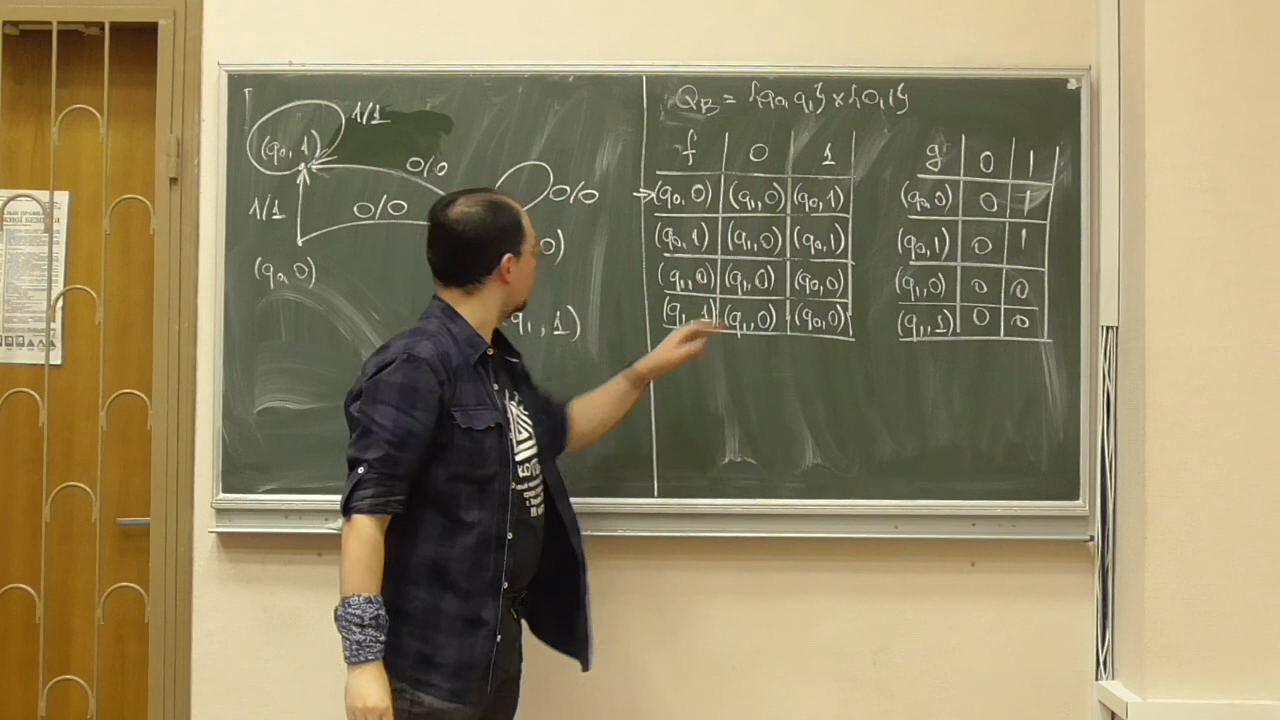 1/1
(q₀, 1)
0/0
0/0
1/1
0/0
0)
(q₀, 0)
q₁, 1)
Q_B = {q₀, q₁} × {0, 1}
f 0 1
(q₀, 0) (q₁, 0) (q₀, 1)
(q₀, 1) (q₁, 0) (q₀, 1)
(q₁, 0) (q₁, 0) (q₀, 0)
(q₁, 1) (q₁, 0) (q₀, 0)
g 0 1
(q₀, 0) 0 1
(q₀, 1) 0 1
(q₁, 0) 0 0
(q₁, 1) 0 0